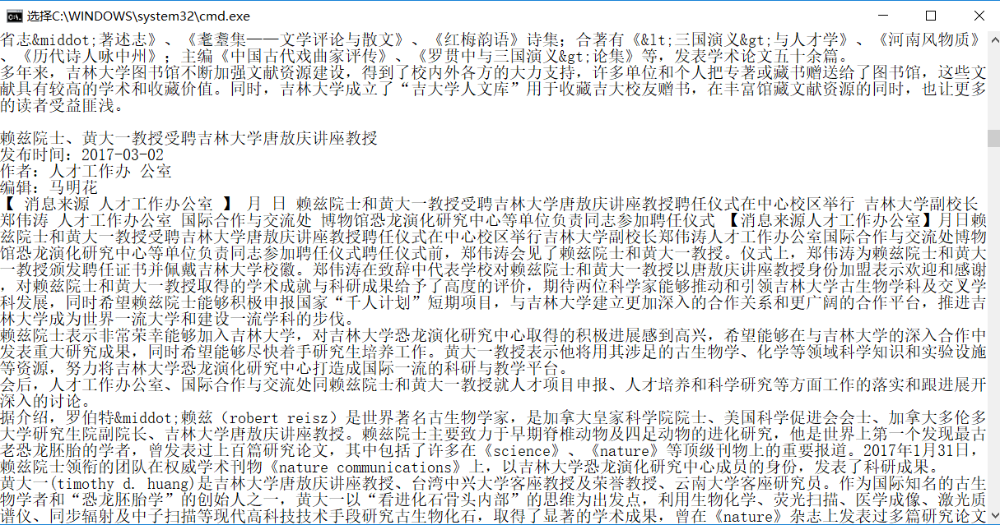 选择C:\WINDOWS\system32\cmd.exe
省志&middot;著述志》、《耄耋集——文学评论与散文》、《红梅韵语》诗集；合著有《&lt;三国演义&gt;与人才学》、《河南风物质》
、《历代诗人咏中州》；主编《中国古代戏曲家评传》、《罗贯中与三国演义&gt;论集》等，发表学术论文五十余篇。
多年来，吉林大学图书馆不断加强文献资源建设，得到了校内外各方的大力支持，许多单位和个人把专著或藏书赠送给了图书馆，这些文
献具有较高的学术和收藏价值。同时，吉林大学成立了“吉大学人文库”用于收藏吉大校友赠书，在丰富馆藏文献资源的同时，也让更多
的读者受益匪浅。
赖兹院士、黄大一教授受聘吉林大学唐敖庆讲座教授
发布时间：2017-03-02
作者：人才工作办 公室
编辑：马明花
【 消息来源 人才工作办公室 】 月 日 赖兹院士和黄大一教授受聘吉林大学唐敖庆讲座教授聘任仪式在中心校区举行 吉林大学副校长
郑伟涛 人才工作办公室 国际合作与交流处 博物馆恐龙演化研究中心等单位负责同志参加聘任仪式 【消息来源人才工作办公室】月日赖
兹院士和黄大一教授受聘吉林大学唐敖庆讲座教授聘任仪式在中心校区举行吉林大学副校长郑伟涛人才工作办公室国际合作与交流处博物
馆恐龙演化研究中心等单位负责同志参加聘任仪式聘任仪式前，郑伟涛会见了赖兹院士和黄大一教授。仪式上，郑伟涛为赖兹院士和黄大
一教授颁发聘任证书并佩戴吉林大学校徽。郑伟涛在致辞中代表学校对赖兹院士和黄大一教授以唐敖庆讲座教授身份加盟表示欢迎和感谢
，对赖兹院士和黄大一教授取得的学术成就与科研成果给予了高度的评价，期待两位科学家能够推动和引领吉林大学古生物学科及交叉学
科发展，同时希望赖兹院士能够积极申报国家“千人计划”短期项目，与吉林大学建立更加深入的合作关系和更广阔的合作平台，推进吉
林大学成为世界一流大学和建设一流学科的步伐。
赖兹院士表示非常荣幸能够加入吉林大学，对吉林大学恐龙演化研究中心取得的积极进展感到高兴，希望能够在与吉林大学的深入合作中
发表重大研究成果，同时希望能够尽快着手研究生培养工作。黄大一教授表示他将用其涉足的古生物学、化学等领域科学知识和实验设施
等资源，努力将吉林大学恐龙演化研究中心打造成国际一流的科研与教学平台。
会后，人才工作办公室、国际合作与交流处同赖兹院士和黄大一教授就人才项目申报、人才培养和科学研究等方面工作的落实和跟进展开
深入的讨论。
据介绍，罗伯特&middot;赖兹（robert reisz）是世界著名古生物学家，是加拿大皇家科学院院士、美国科学促进会会士、加拿大多伦多
大学研究生院副院长、吉林大学唐敖庆讲座教授。赖兹院士主要致力于早期脊椎动物及四足动物的进化研究，他是世界上第一个发现最古
老恐龙胚胎的学者，曾发表过上百篇研究论文，其中包括了许多在《science》、《nature》等顶级刊物上的重要报道。2017年1月31日，
赖兹院士领衔的团队在权威学术刊物《nature communications》上，以吉林大学恐龙演化研究中心成员的身份，发表了科研成果。
黄大一(timothy d. huang)是吉林大学唐敖庆讲座教授、台湾中兴大学客座教授及荣誉教授、云南大学客座研究员。作为国际知名的古生
物学者和“恐龙胚胎学”的创始人之一，黄大一以“看进化石骨头内部”的思维为出发点，利用生物化学、荧光扫描、医学成像、激光质
谱仪、同步辐射及中子扫描等现代高科技技术手段研究古生物化石，取得了显著的学术成果，曾在《nature》杂志上发表过多篇研究论文